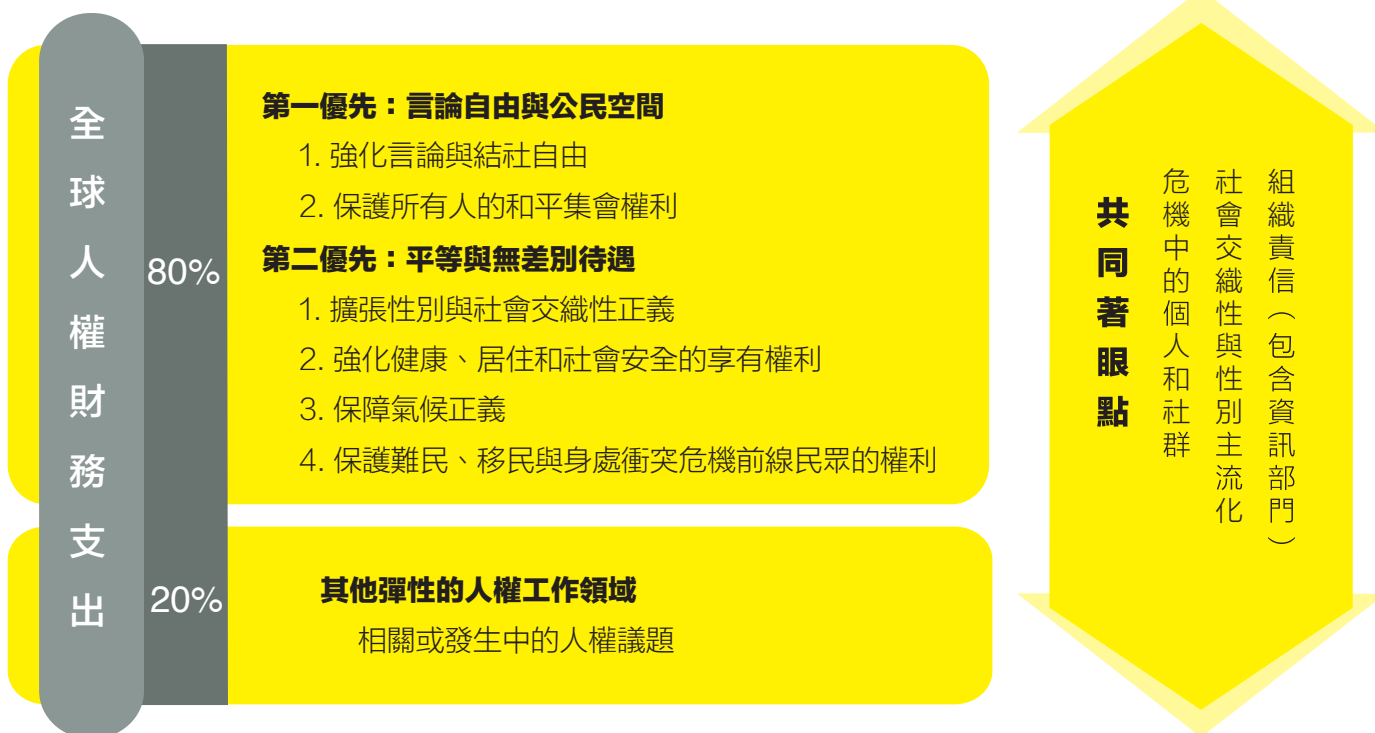 全球人權財務支出
80%
第一優先：言論自由與公民空間
1. 強化言論與結社自由
2. 保護所有人的和平集會權利
第二優先：平等與無差別待遇
1. 擴張性別與社會交織性正義
2. 強化健康、居住和社會安全的享有權利
3. 保障氣候正義
4. 保護難民、移民與身處衝突危機前線民眾的權利
20%
其他彈性的人權工作領域
相關或發生中的人權議題
組織責信（包含資訊部門）
社會交織性與性別主流化
危機中的個人和社群
共同著眼點